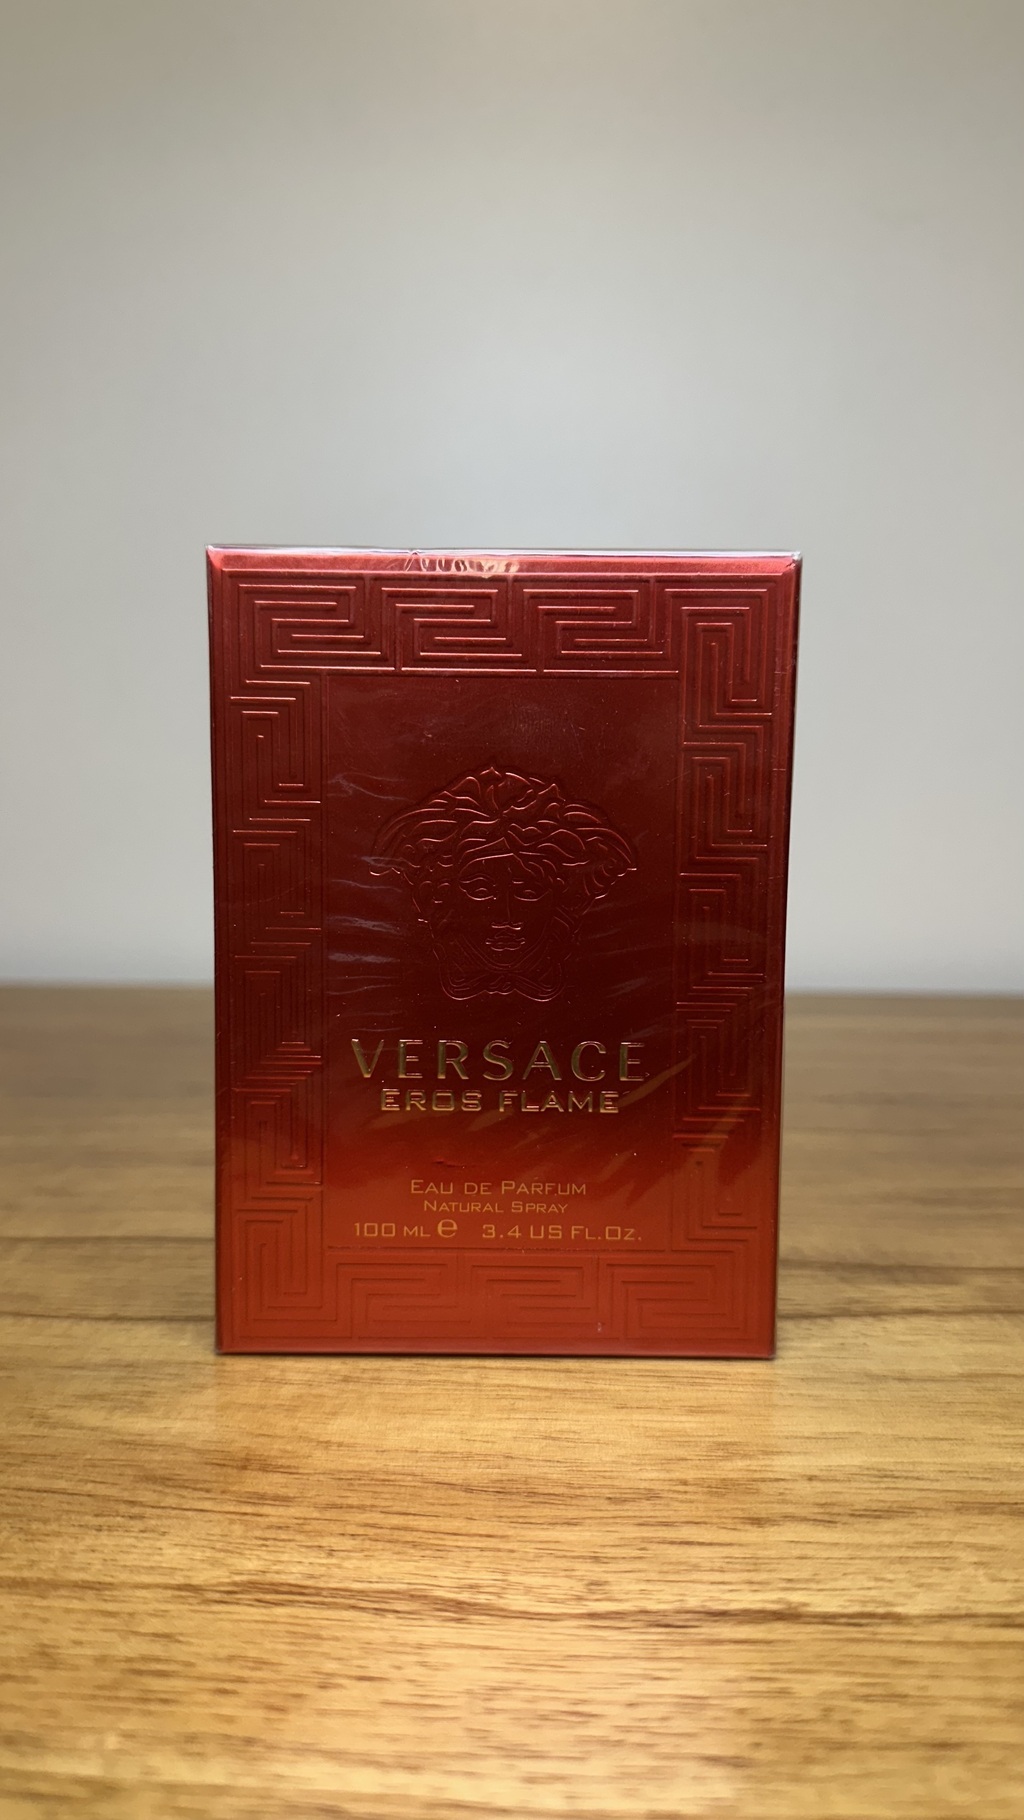 VERSACE
EROS FLAME
EAU DE PARFUM
NATURAL SPRAY
100 ML ℮ 3.4 US FL.OZ.